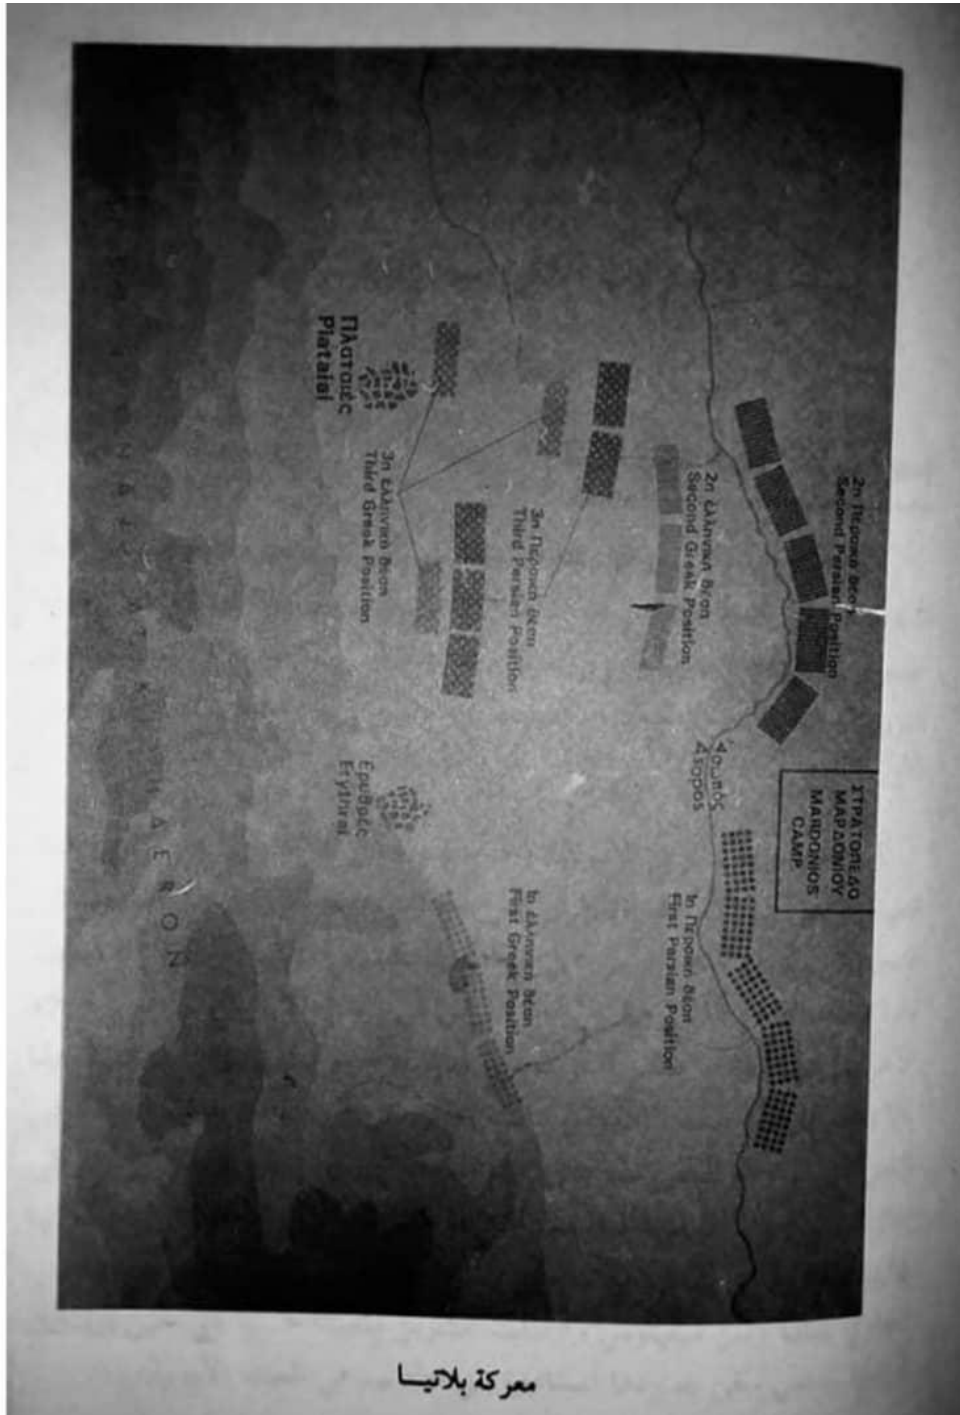 2η Περσική θέση
Second Persian Position
ΣΤΡΑΤΟΠΕΔΟ
ΜΑΡΔΟΝΙΟΥ
MARDONIOS
CAMP
2η ελληνική θέση
Second Greek Position
Ασωπός
Asopos
1η Περσική θέση
First Persian Position
3η Περσική θέση
Third Persian Position
3η ελληνική θέση
Third Greek Position
Πλαταιές
Plataiai
Ερυθρές
Erythrai
1η ελληνική θέση
First Greek Position
معركة بلاتيـــا